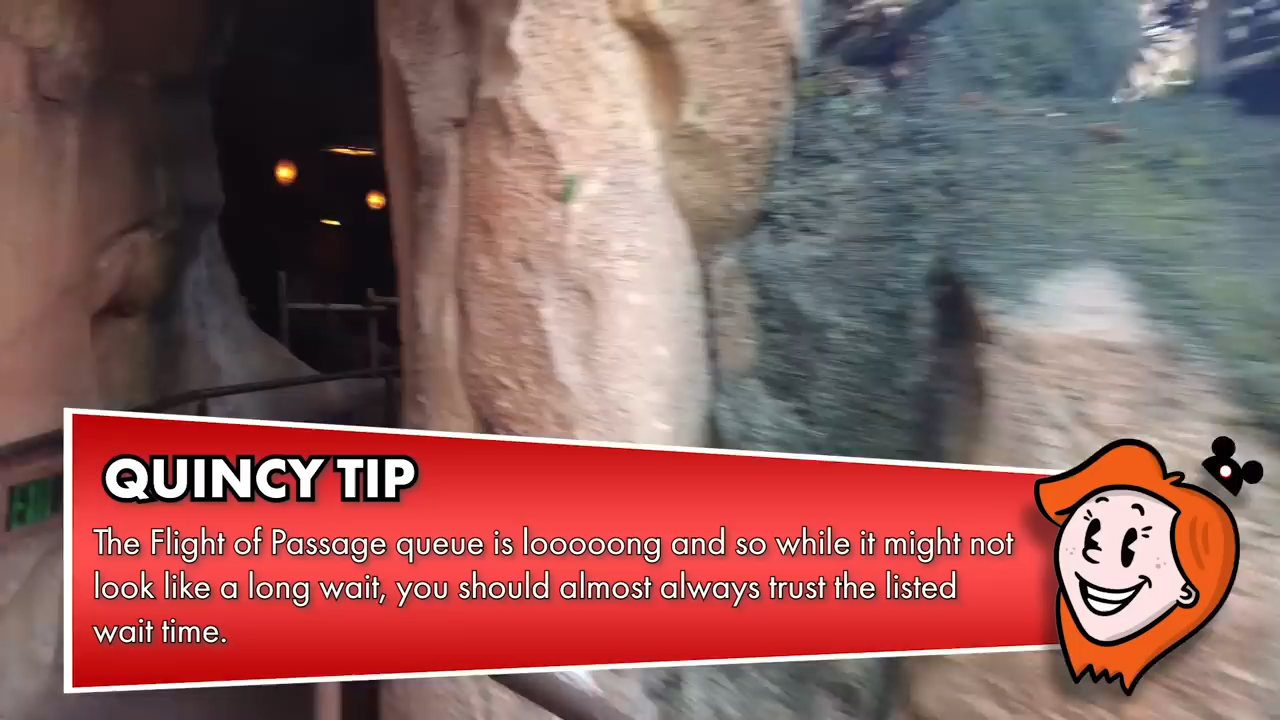 QUINCY TIP
The Flight of Passage queue is looooong and so while it might not
look like a long wait, you should almost always trust the listed
wait time.